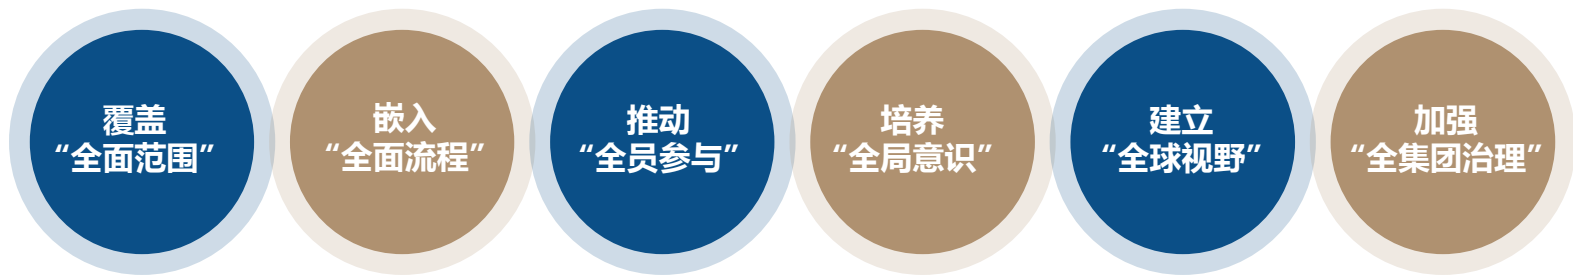 覆盖
“全面范围”
嵌入
“全面流程”
推动
“全员参与”
培养
“全局意识”
建立
“全球视野”
加强
“全集团治理”